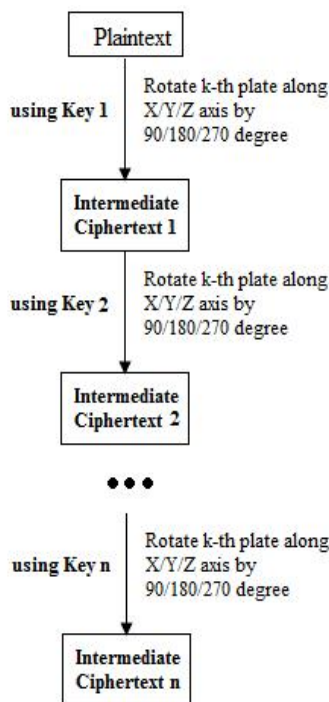 Plaintext
using Key 1
Rotate k-th plate along
X/Y/Z axis by
90/180/270 degree
Intermediate
Ciphertext 1
using Key 2
Rotate k-th plate along
X/Y/Z axis by
90/180/270 degree
Intermediate
Ciphertext 2
using Key n
Rotate k-th plate along
X/Y/Z axis by
90/180/270 degree
Intermediate
Ciphertext n